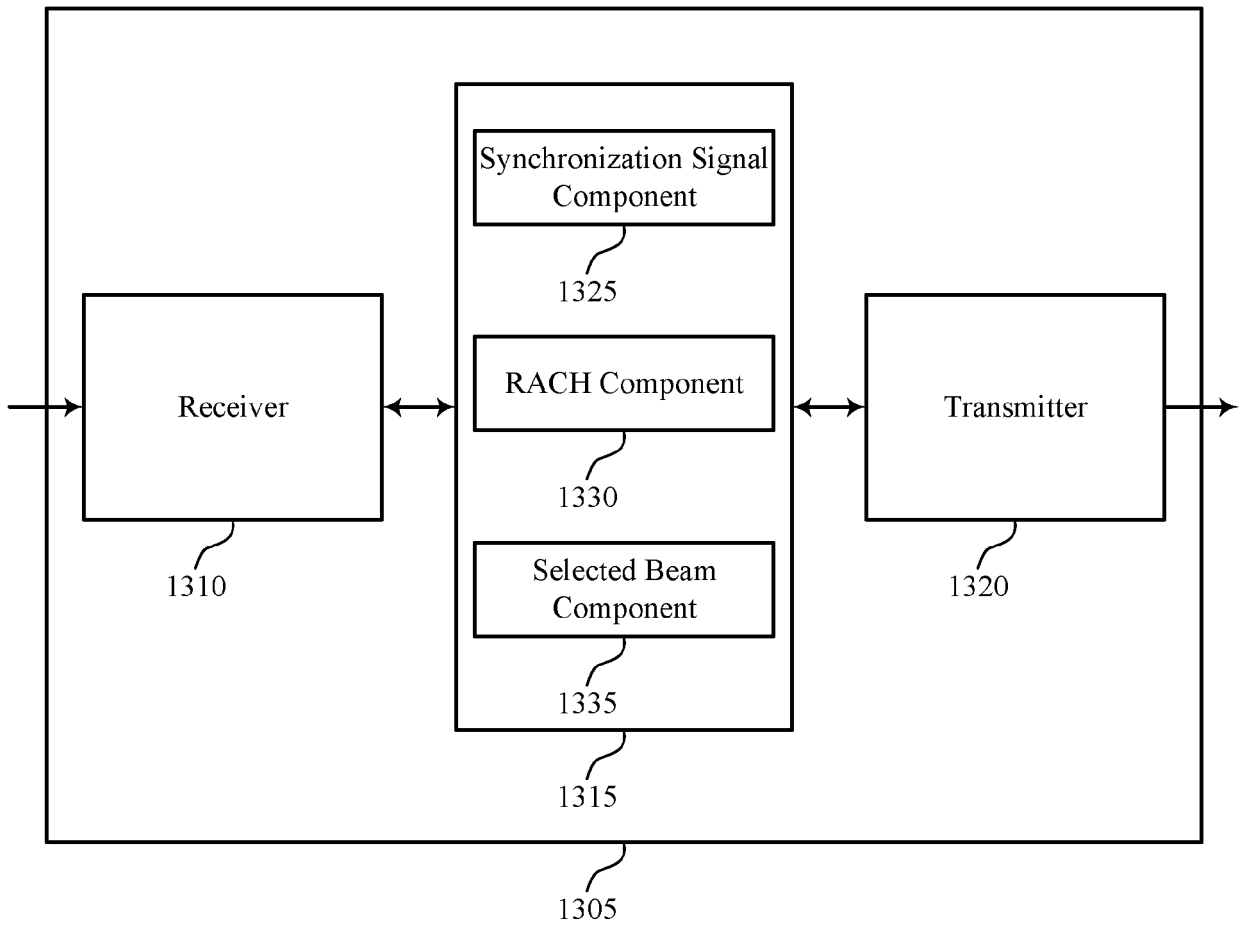 Synchronization Signal
Component
1325
Receiver
1310
RACH Component
1330
Transmitter
1320
Selected Beam
Component
1335
1315
1305